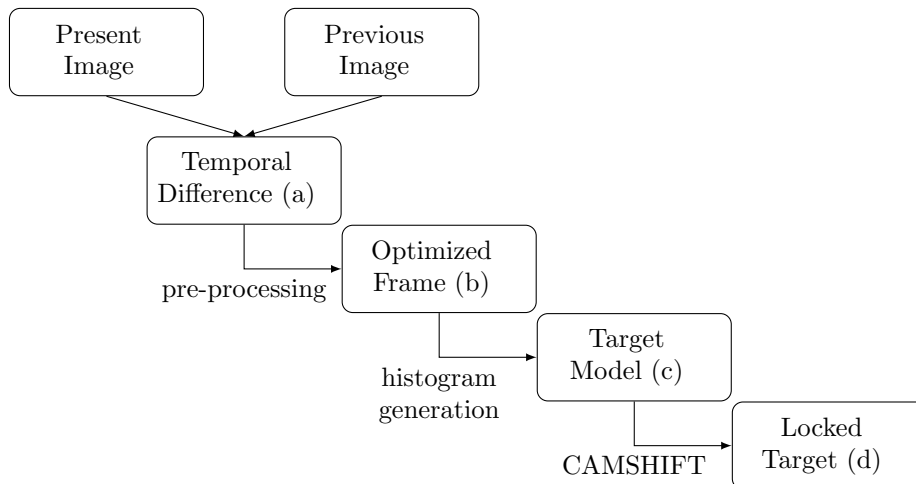 Present
Image
Previous
Image
Temporal
Difference (a)
pre-processing
Optimized
Frame (b)
histogram
generation
Target
Model (c)
CAMSHIFT
Locked
Target (d)